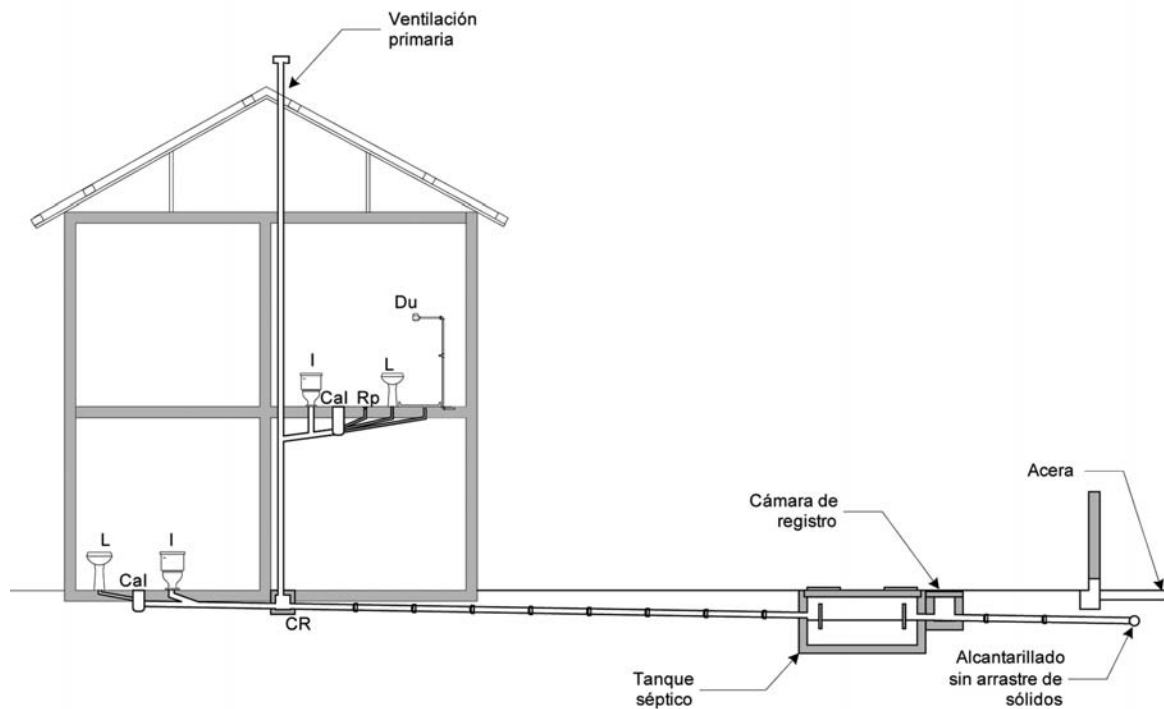 Ventilación
primaria
Du
I
L
Cal
Rp
Acera
Cámara de
registro
L
I
Cal
CR
Tanque
séptico
Alcantarillado
sin arrastre de
sólidos